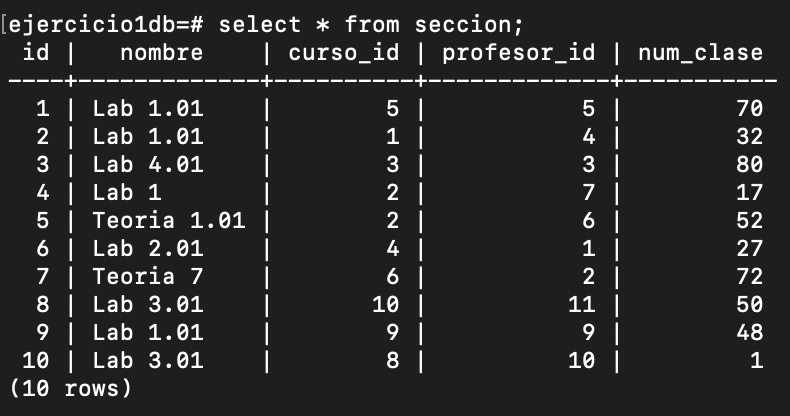 [ejercicio1db=# select * from seccion;
 id |    nombre    | curso_id | profesor_id | num_clase
----+--------------+----------+-------------+-----------
  1 | Lab 1.01     |        5 |           5 |        70
  2 | Lab 1.01     |        1 |           4 |        32
  3 | Lab 4.01     |        3 |           3 |        80
  4 | Lab 1        |        2 |           7 |        17
  5 | Teoria 1.01  |        2 |           6 |        52
  6 | Lab 2.01     |        4 |           1 |        27
  7 | Teoria 7     |        6 |           2 |        72
  8 | Lab 3.01     |       10 |          11 |        50
  9 | Lab 1.01     |        9 |           9 |        48
 10 | Lab 3.01     |        8 |          10 |         1
(10 rows)